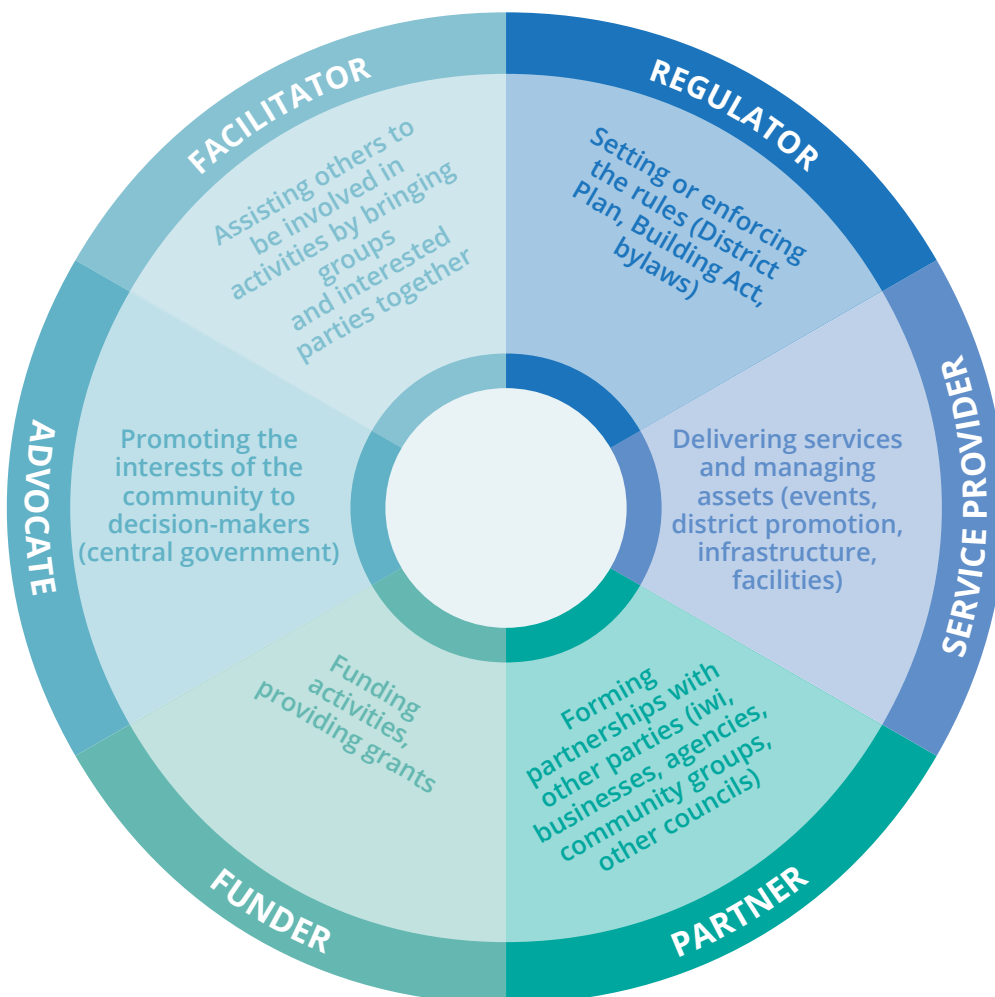 FACILITATOR
Assisting others to
be involved in
activities by bringing
groups
and interested
parties together
REGULATOR
Setting or enforcing
the rules (District
Plan, Building Act,
bylaws)
SERVICE PROVIDER
Delivering services
and managing
assets (events,
district promotion,
infrastructure,
facilities)
PARTNER
Forming
partnerships with
other parties (iwi,
businesses, agencies,
community groups,
other councils)
FUNDER
Funding
activities,
providing grants
ADVOCATE
Promoting the
interests of the
community to
decision-makers
(central government)